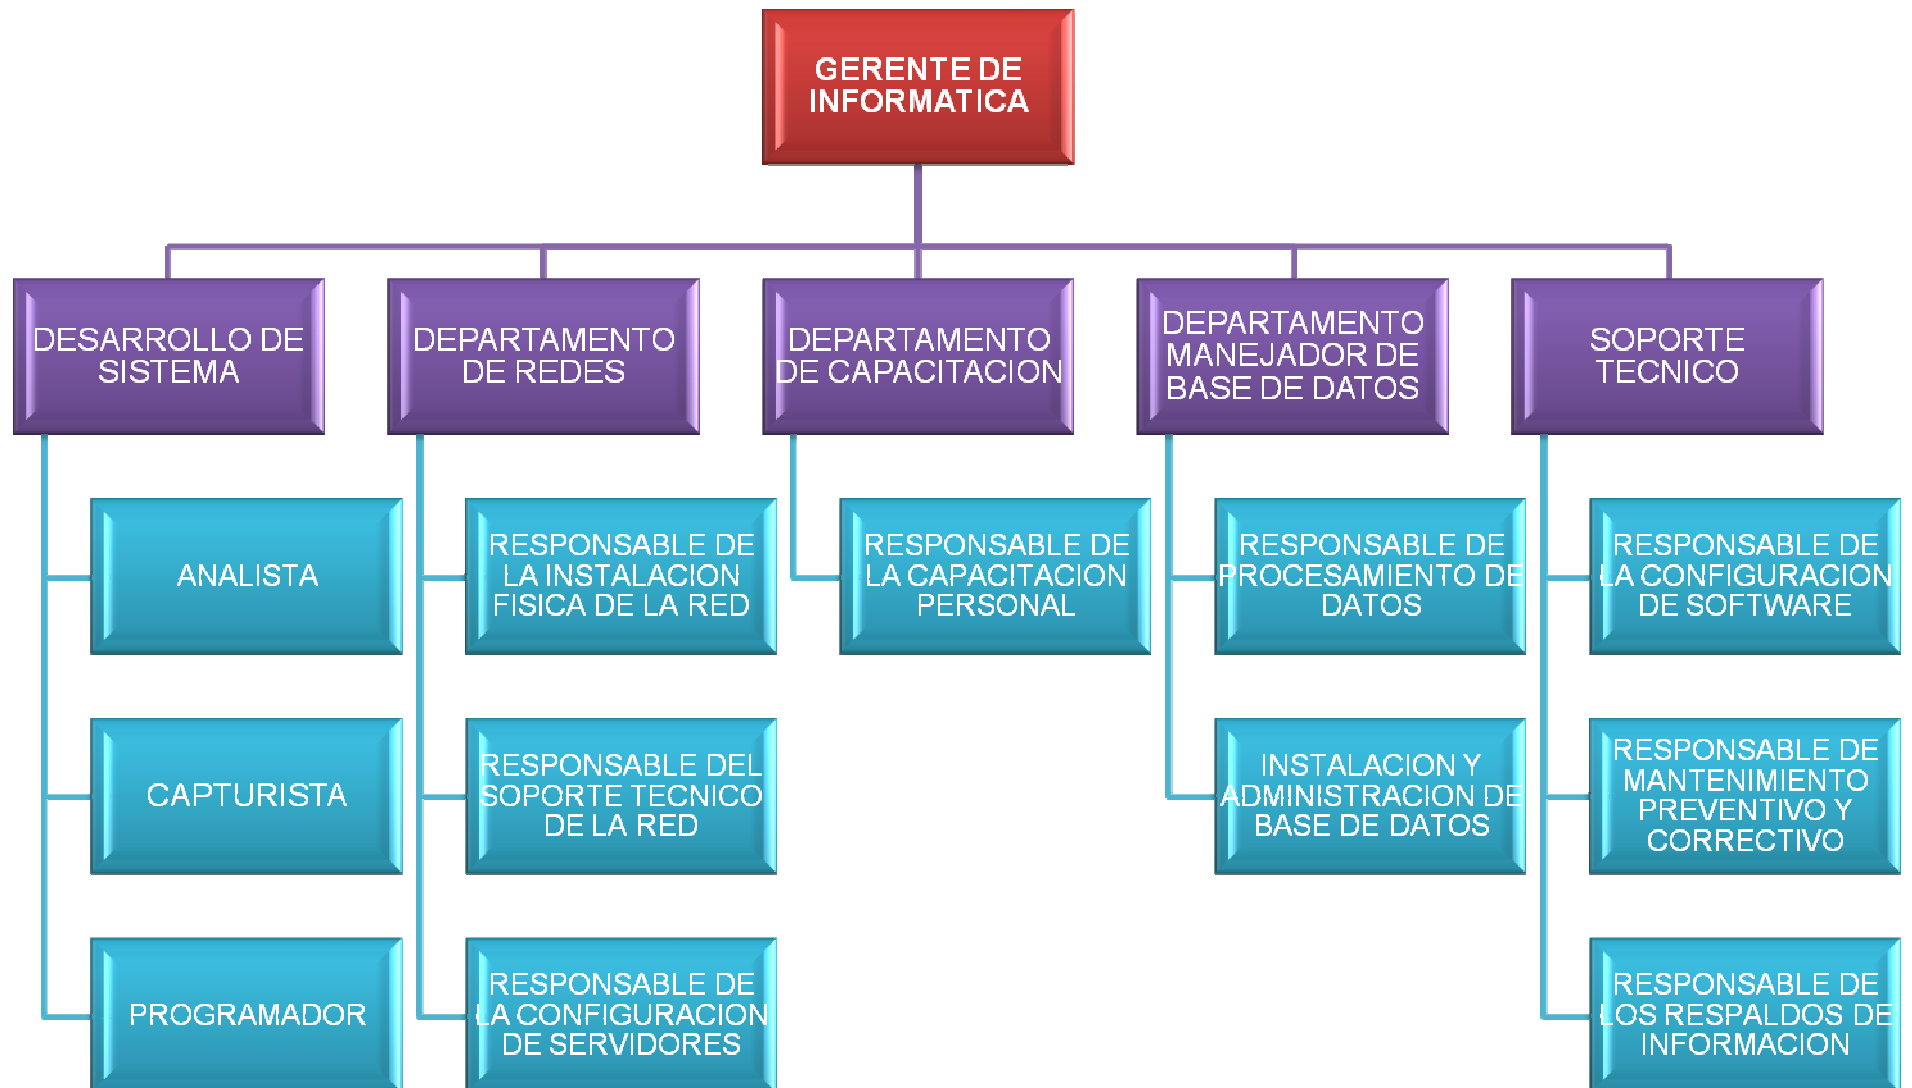 GERENTE DE
INFORMATICA
DESARROLLO DE
SISTEMA
DEPARTAMENTO
DE REDES
DEPARTAMENTO
DE CAPACITACION
DEPARTAMENTO
MANEJADOR DE
BASE DE DATOS
SOPORTE
TECNICO
ANALISTA
RESPONSABLE DE
LA INSTALACION
FISICA DE LA RED
RESPONSABLE DE
LA CAPACITACION
PERSONAL
RESPONSABLE DE
PROCESAMIENTO DE
DATOS
RESPONSABLE DE
LA CONFIGURACION
DE SOFTWARE
CAPTURISTA
RESPONSABLE DEL
SOPORTE TECNICO
DE LA RED
INSTALACION Y
ADMINISTRACION DE
BASE DE DATOS
RESPONSABLE DE
MANTENIMIENTO
PREVENTIVO Y
CORRECTIVO
PROGRAMADOR
RESPONSABLE DE
LA CONFIGURACION
DE SERVIDORES
RESPONSABLE DE
LOS RESPALDOS DE
INFORMACION